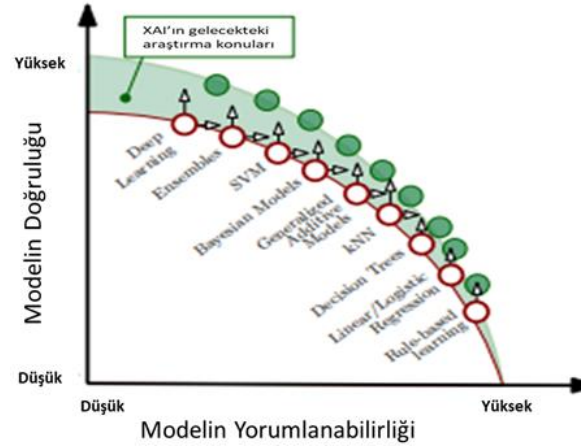 XAI'ın gelecekteki
araştırma konuları
Yüksek
Modelin Doğruluğu
Deep
Learning
Ensembles
SVM
Bayesian Models
Generalized
Additive
Models
kNN
Decision Trees
Linear/Logistic
Regression
Rule-based
learning
Düşük
Düşük
Yüksek
Modelin Yorumlanabilirliği